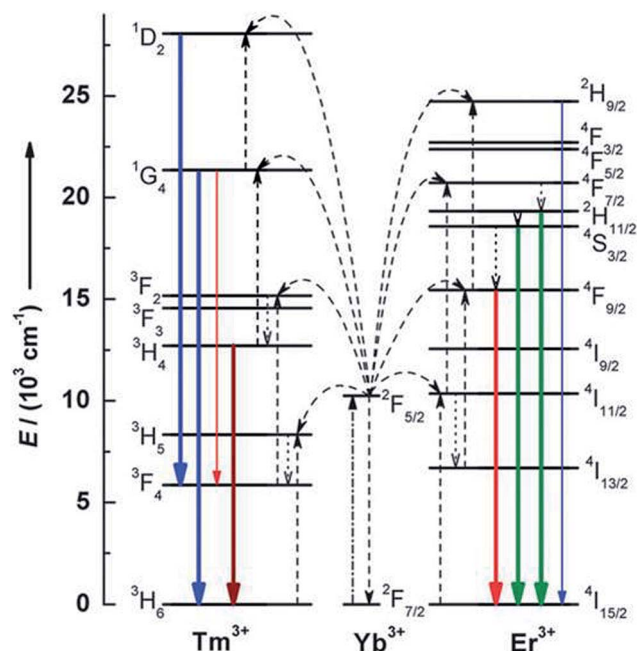 E / (10³ cm⁻¹)
25
20
15
10
5
0
¹D₂
¹G₄
³F₂
³F₃
³H₄
³H₅
³F₄
³H₆
Tm³⁺
²F₅/₂
²F₇/₂
Yb³⁺
²H₉/₂
⁴F₃/₂
⁴F₅/₂
⁴F₇/₂
²H₁₁/₂
⁴S₃/₂
⁴F₉/₂
⁴I₉/₂
⁴I₁₁/₂
⁴I₁₃/₂
⁴I₁₅/₂
Er³⁺